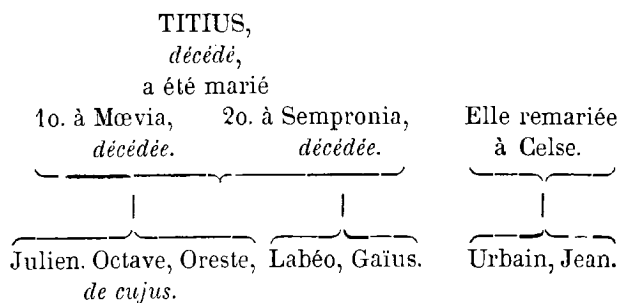 TITIUS,
décédé,
a été marié
1o. à Mœvia, 2o. à Sempronia, Elle remariée
décédée. décédée. à Celse.
Julien. Octave, Oreste, Labéo, Gaïus. Urbain, Jean.
de cujus.